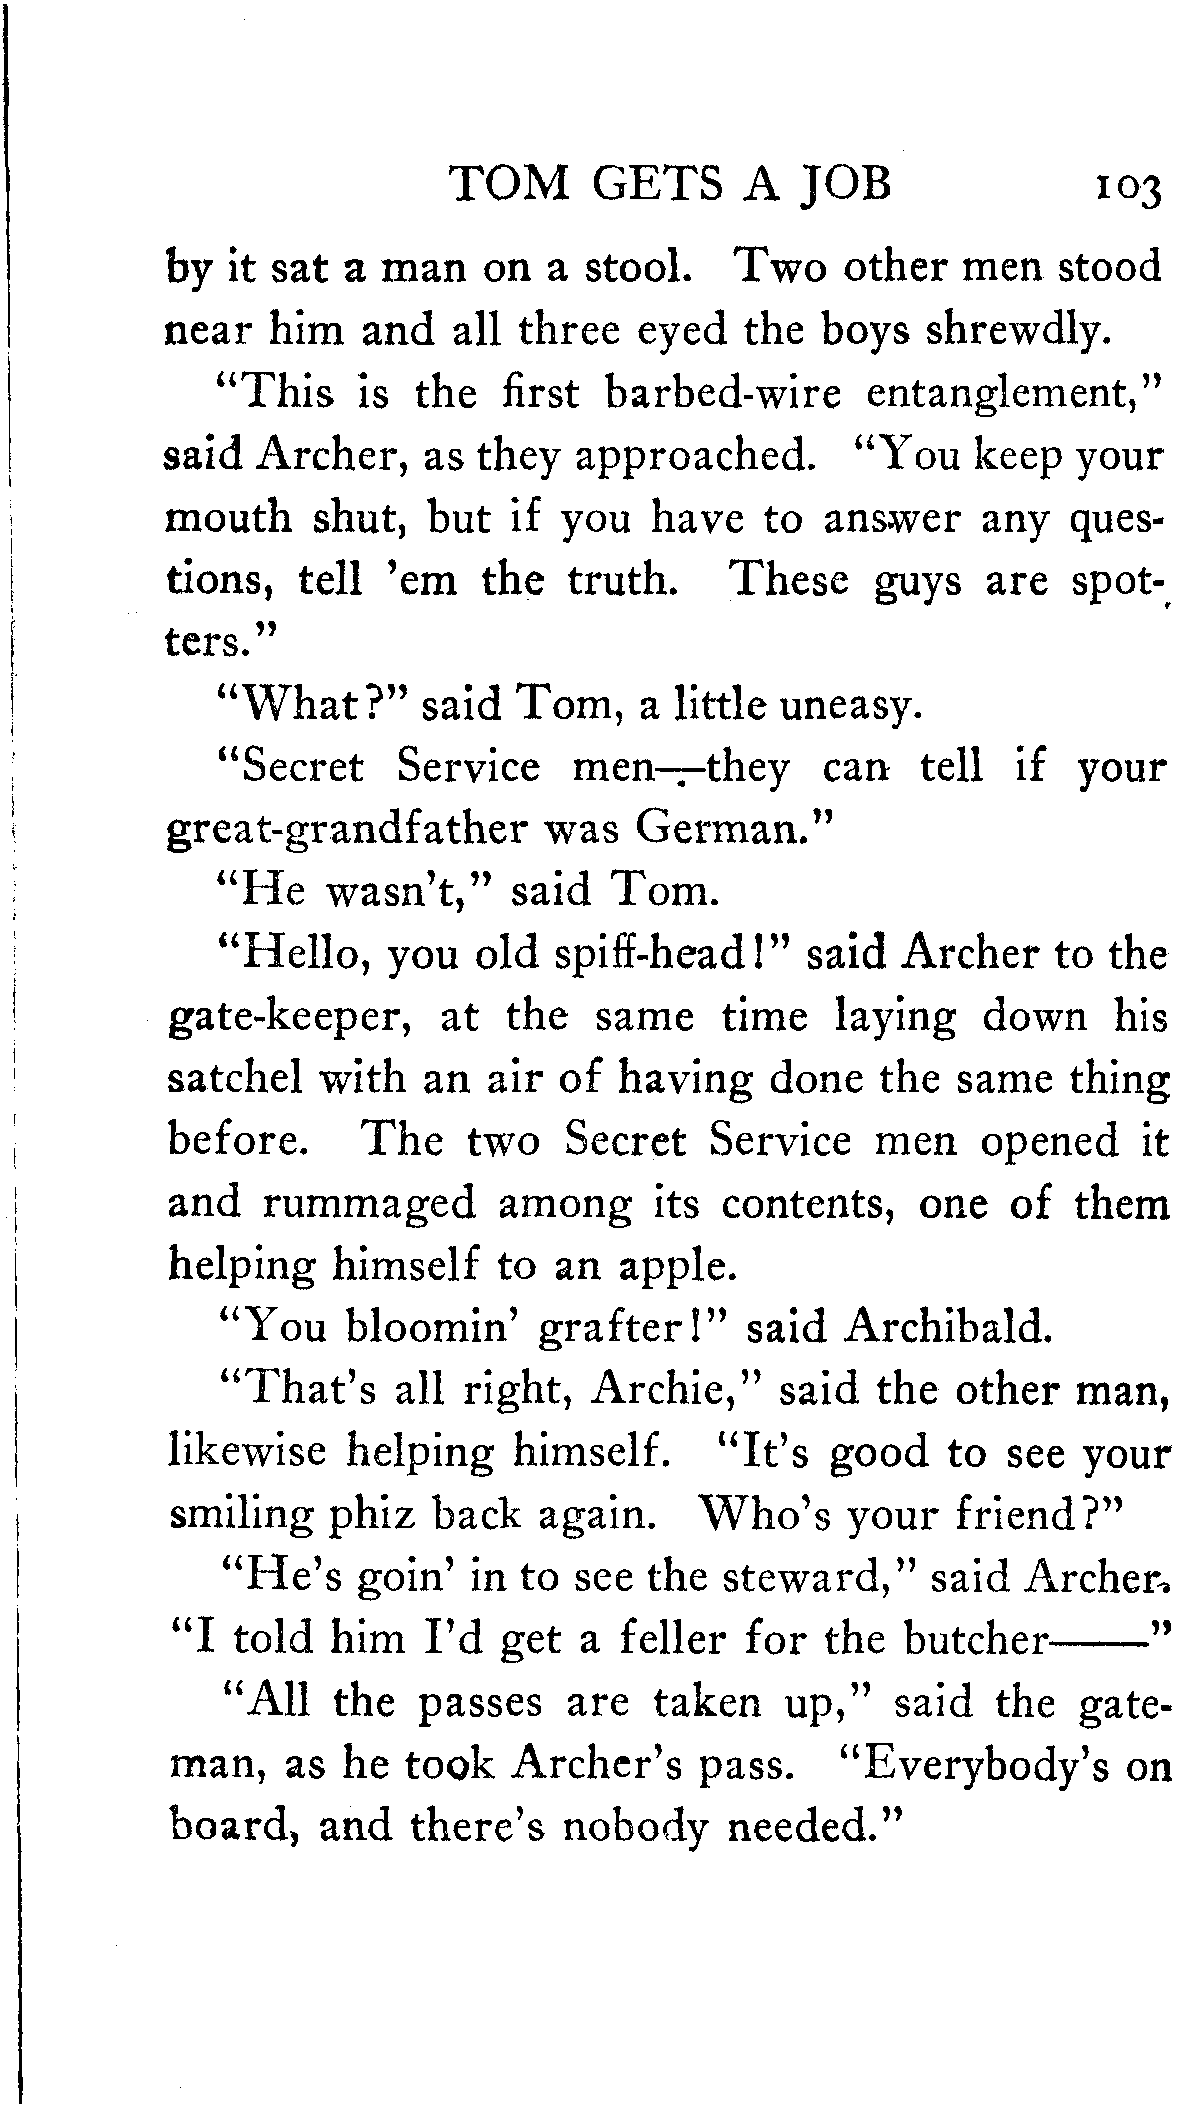 TOM GETS A JOB 103
by it sat a man on a stool. Two other men stood
near him and all three eyed the boys shrewdly.
"This is the first barbed-wire entanglement,"
said Archer, as they approached. "You keep your
mouth shut, but if you have to answer any ques-
tions, tell 'em the truth. These guys are spot-
ters."
"What?" said Tom, a little uneasy.
"Secret Service men—they can tell if your
great-grandfather was German."
"He wasn't," said Tom.
"Hello, you old spiff-head!" said Archer to the
gate-keeper, at the same time laying down his
satchel with an air of having done the same thing
before. The two Secret Service men opened it
and rummaged among its contents, one of them
helping himself to an apple.
"You bloomin' grafter!" said Archibald.
"That's all right, Archie," said the other man,
likewise helping himself. "It's good to see your
smiling phiz back again. Who's your friend?"
"He's goin' in to see the steward," said Archer.
"I told him I'd get a feller for the butcher——"
"All the passes are taken up," said the gate-
man, as he took Archer's pass. "Everybody's on
board, and there's nobody needed."